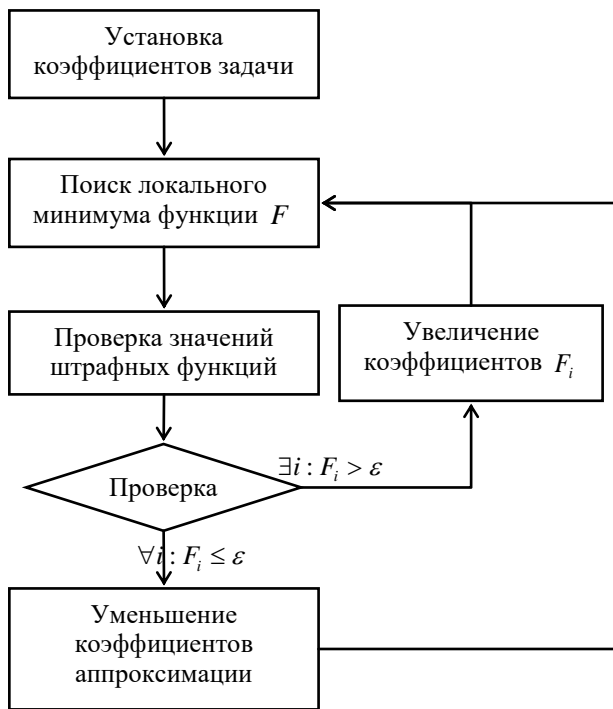 Установка
коэффициентов задачи
Поиск локального
минимума функции F
Проверка значений
штрафных функций
Увеличение
коэффициентов F_i
Проверка
∃i : F_i > ε
∀i : F_i ≤ ε
Уменьшение
коэффициентов
аппроксимации